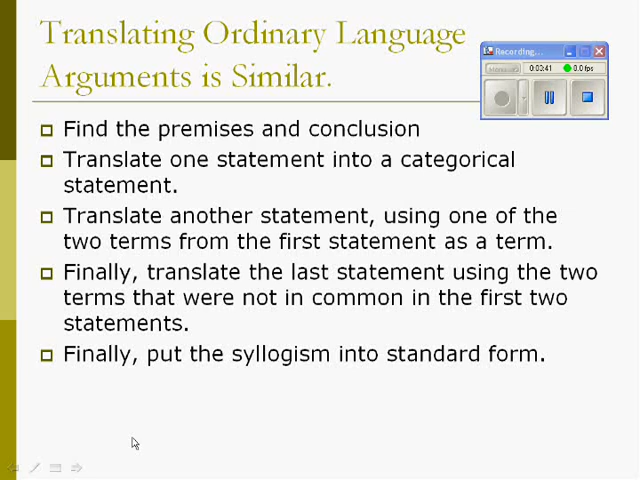 Translating Ordinary Language
Arguments is Similar.
Recording...
0:03:41
0.0 fps
Find the premises and conclusion
Translate one statement into a categorical
statement.
Translate another statement, using one of the
two terms from the first statement as a term.
Finally, translate the last statement using the two
terms that were not in common in the first two
statements.
Finally, put the syllogism into standard form.